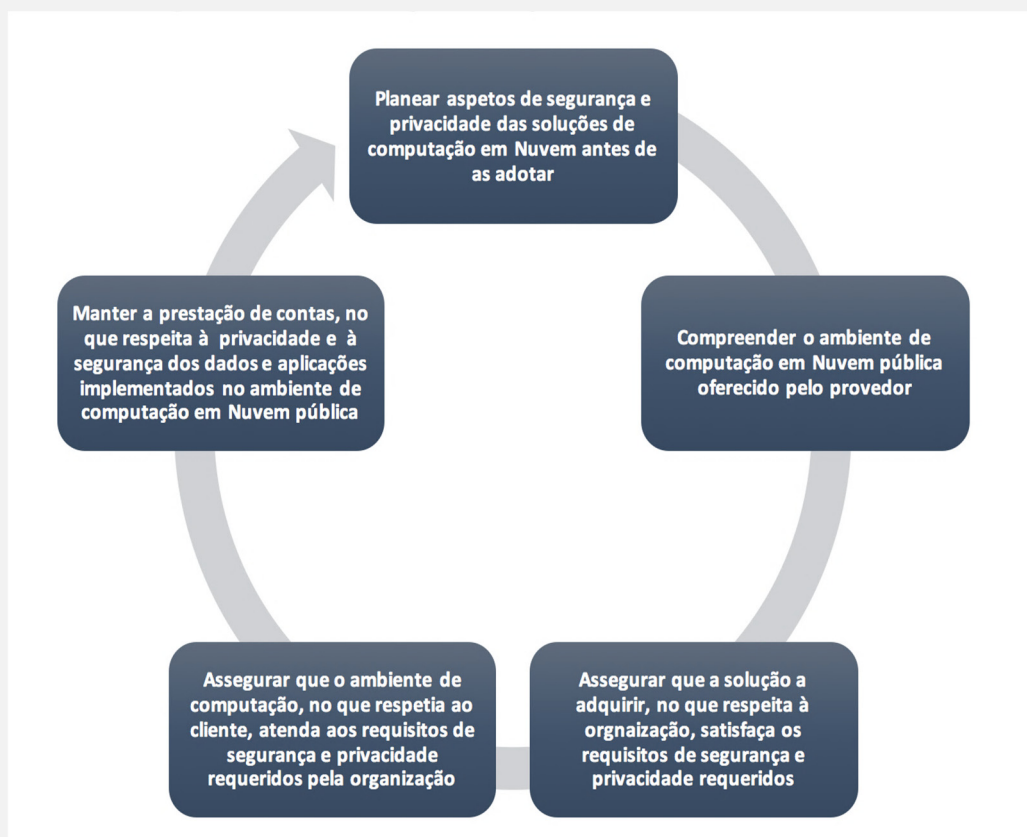 Planear aspetos de segurança e
privacidade das soluções de
computação em Nuvem antes de
as adotar
Compreender o ambiente de
computação em Nuvem pública
oferecido pelo provedor
Assegurar que a solução a
adquirir, no que respeita à
orgnaização, satisfaça os
requisitos de segurança e
privacidade requeridos
Assegurar que o ambiente de
computação, no que respetia ao
cliente, atenda aos requisitos de
segurança e privacidade
requeridos pela organização
Manter a prestação de contas, no
que respeita à privacidade e à
segurança dos dados e aplicações
implementados no ambiente de
computação em Nuvem pública